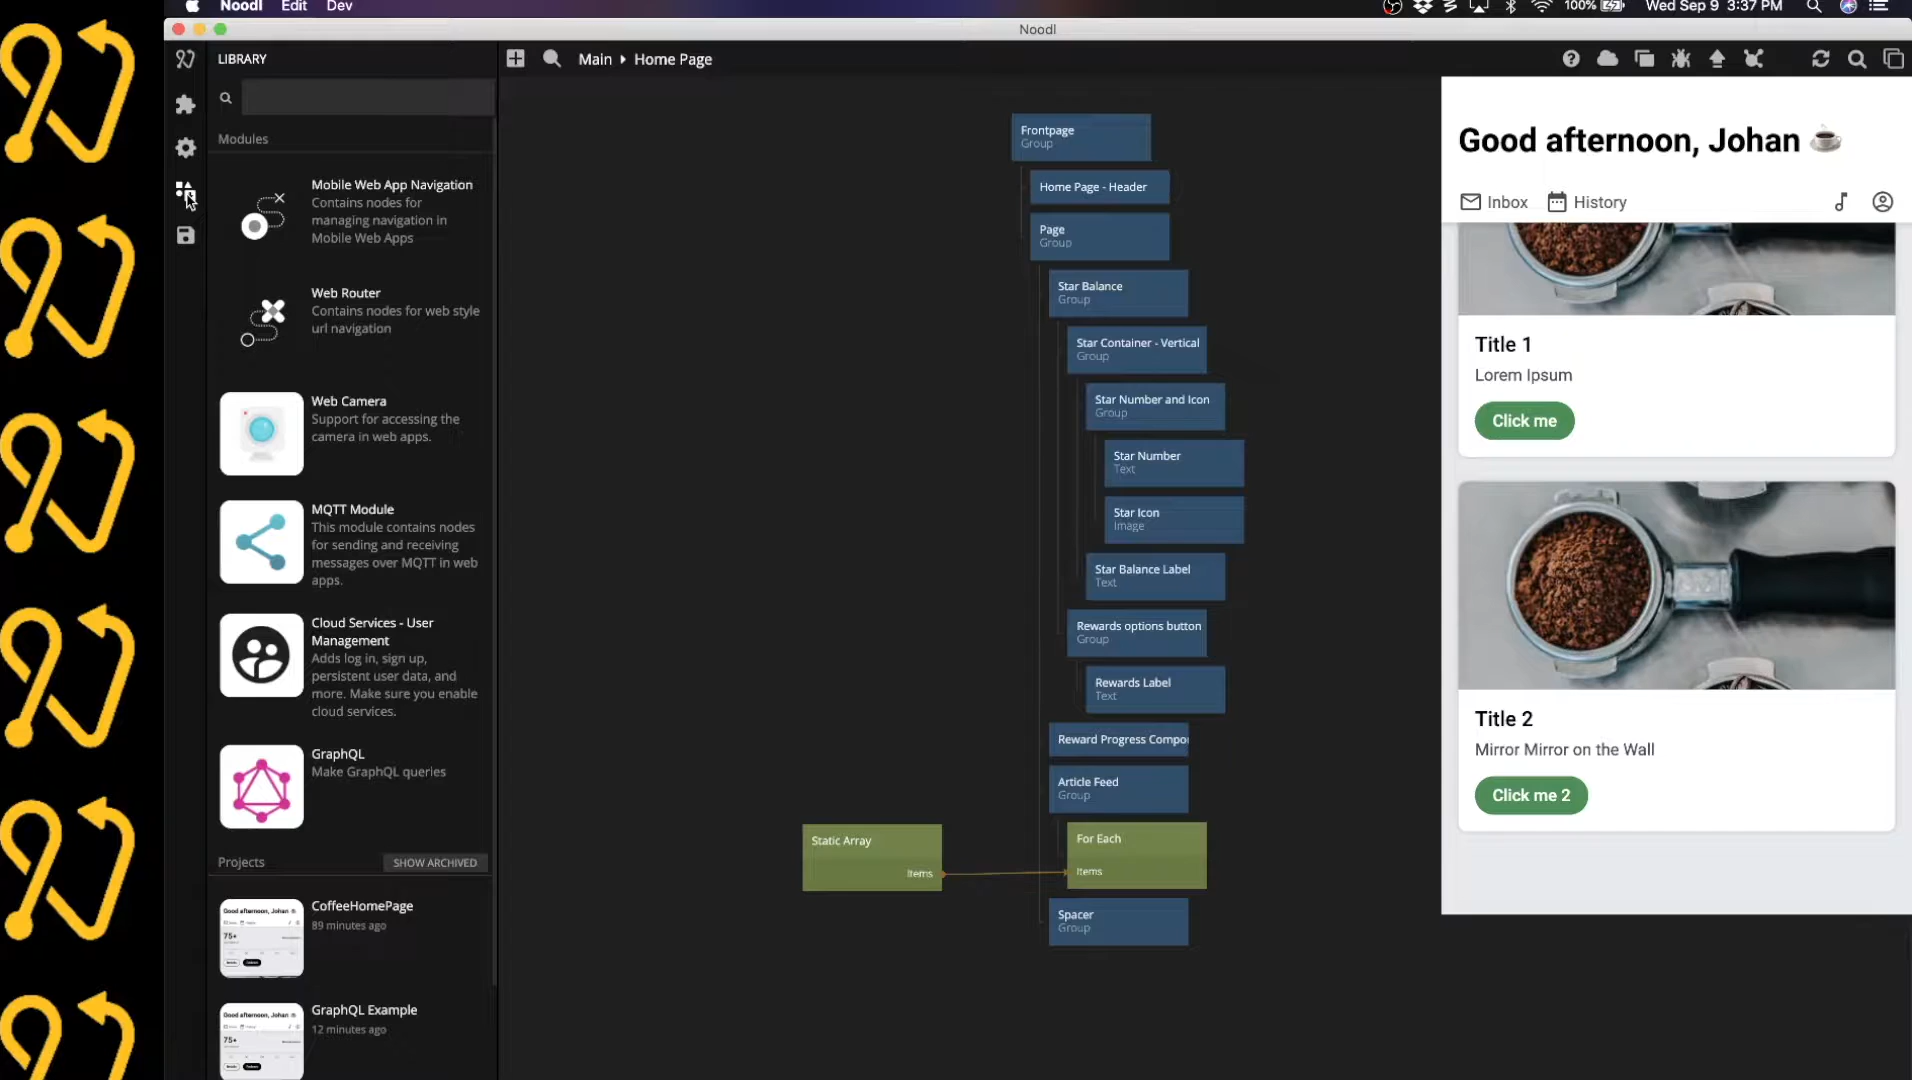 Noodl Edit Dev
100% Wed Sep 9 3:37 PM
Noodl
LIBRARY
Main Home Page
Modules
Mobile Web App Navigation
Contains nodes for
managing navigation in
Mobile Web Apps
Web Router
Contains nodes for web style
url navigation
Web Camera
Support for accessing the
camera in web apps.
MQTT Module
This module contains nodes
for sending and receiving
messages over MQTT in web
apps.
Cloud Services - User
Management
Adds log in, sign up,
persistent user data, and
more. Make sure you enable
cloud services.
GraphQL
Make GraphQL queries
Projects SHOW ARCHIVED
Good afternoon, Johan
75+
CoffeeHomePage
89 minutes ago
Good afternoon, Johan
75+
GraphQL Example
12 minutes ago
Frontpage
Group
Home Page - Header
Page
Group
Star Balance
Group
Star Container - Vertical
Group
Star Number and Icon
Group
Star Number
Text
Star Icon
Image
Star Balance Label
Text
Rewards options button
Group
Rewards Label
Text
Reward Progress Compo
Article Feed
Group
Static Array
Items
For Each
Items
Spacer
Group
Good afternoon, Johan ☕
Inbox History
Title 1
Lorem Ipsum
Click me
Title 2
Mirror Mirror on the Wall
Click me 2